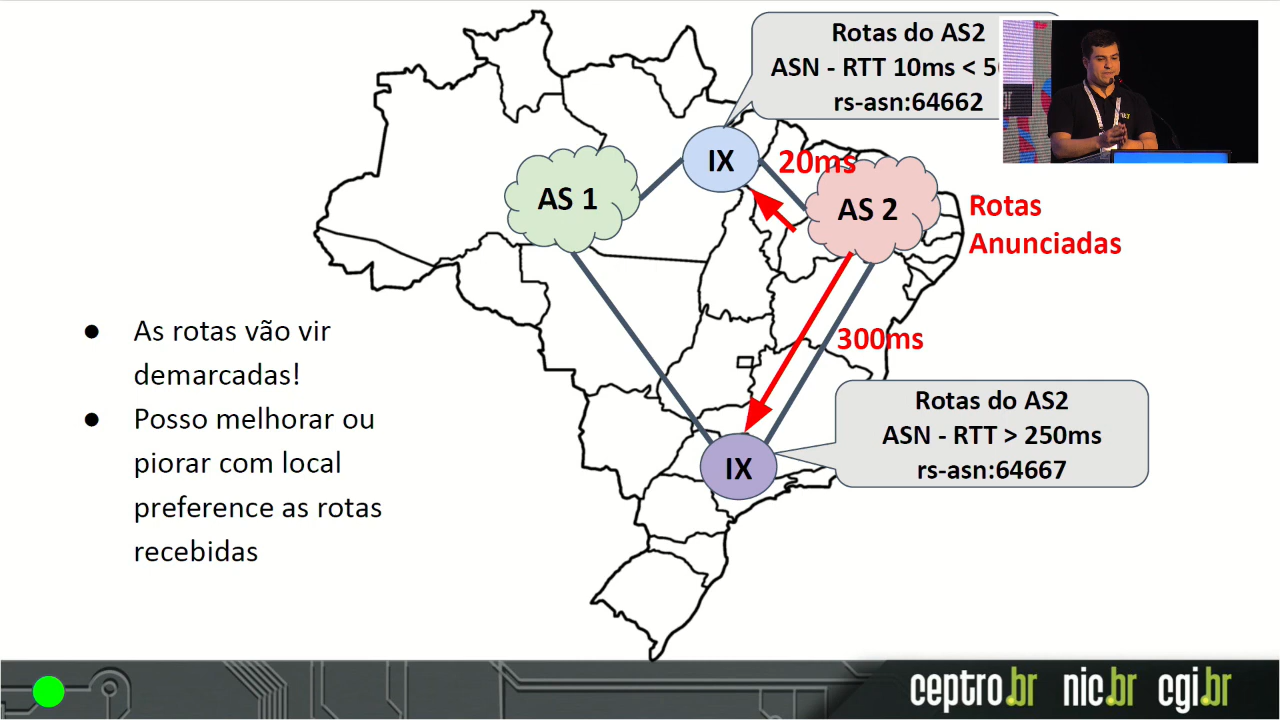 Rotas do AS2
ASN - RTT 10ms < 5
rs-asn:64662
IX
20ms
AS 1
AS 2
Rotas
Anunciadas
300ms
● As rotas vão vir
demarcadas!
● Posso melhorar ou
piorar com local
preference as rotas
recebidas
Rotas do AS2
ASN - RTT > 250ms
rs-asn:64667
IX
ceptro.br nic.br cgi.br